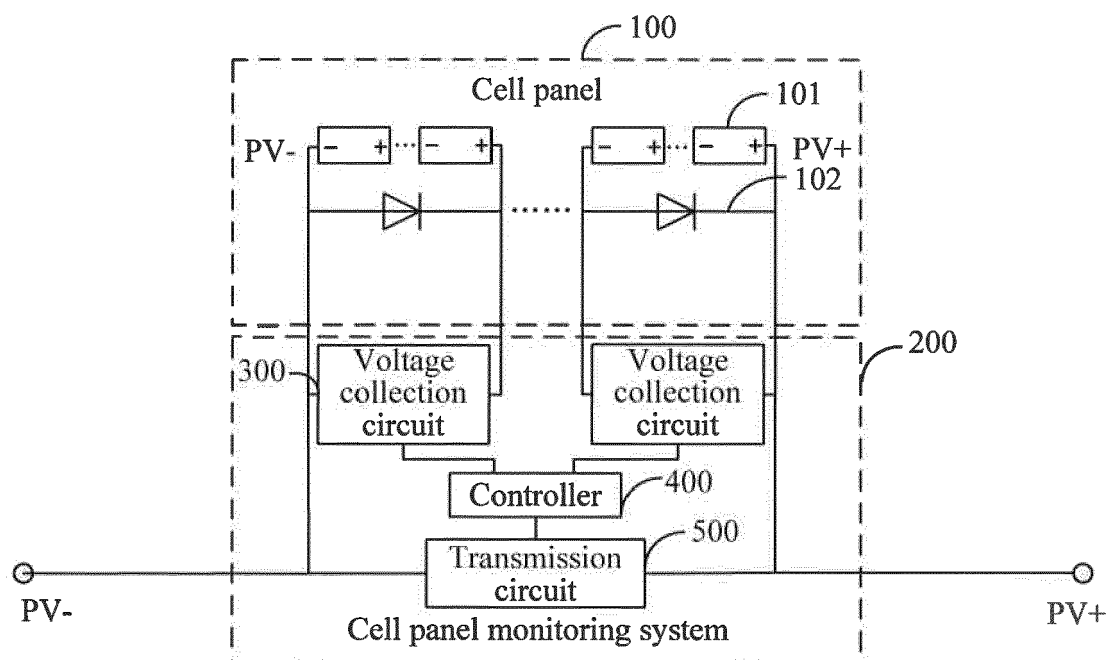 100
Cell panel
101
PV-
− + ... − +
− + ... − +
PV+
102
......
200
300
Voltage
collection
circuit
Voltage
collection
circuit
Controller
400
500
Transmission
circuit
PV-
PV+
Cell panel monitoring system